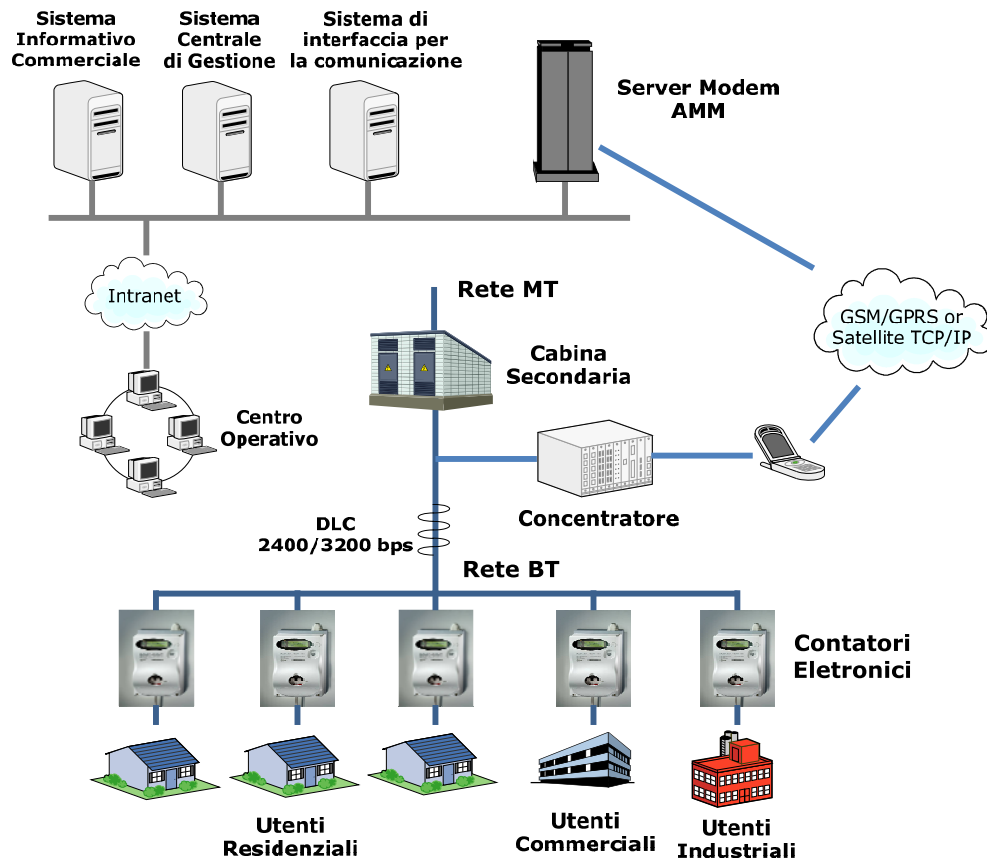 Sistema
Informativo
Commerciale
Sistema
Centrale
di Gestione
Sistema di
interfaccia per
la comunicazione
Server Modem
AMM
Intranet
Rete MT
GSM/GPRS or
Satellite TCP/IP
Cabina
Secondaria
Centro
Operativo
Concentratore
DLC
2400/3200 bps
Rete BT
Contatori
Eletronici
Utenti
Residenziali
Utenti
Commerciali
Utenti
Industriali